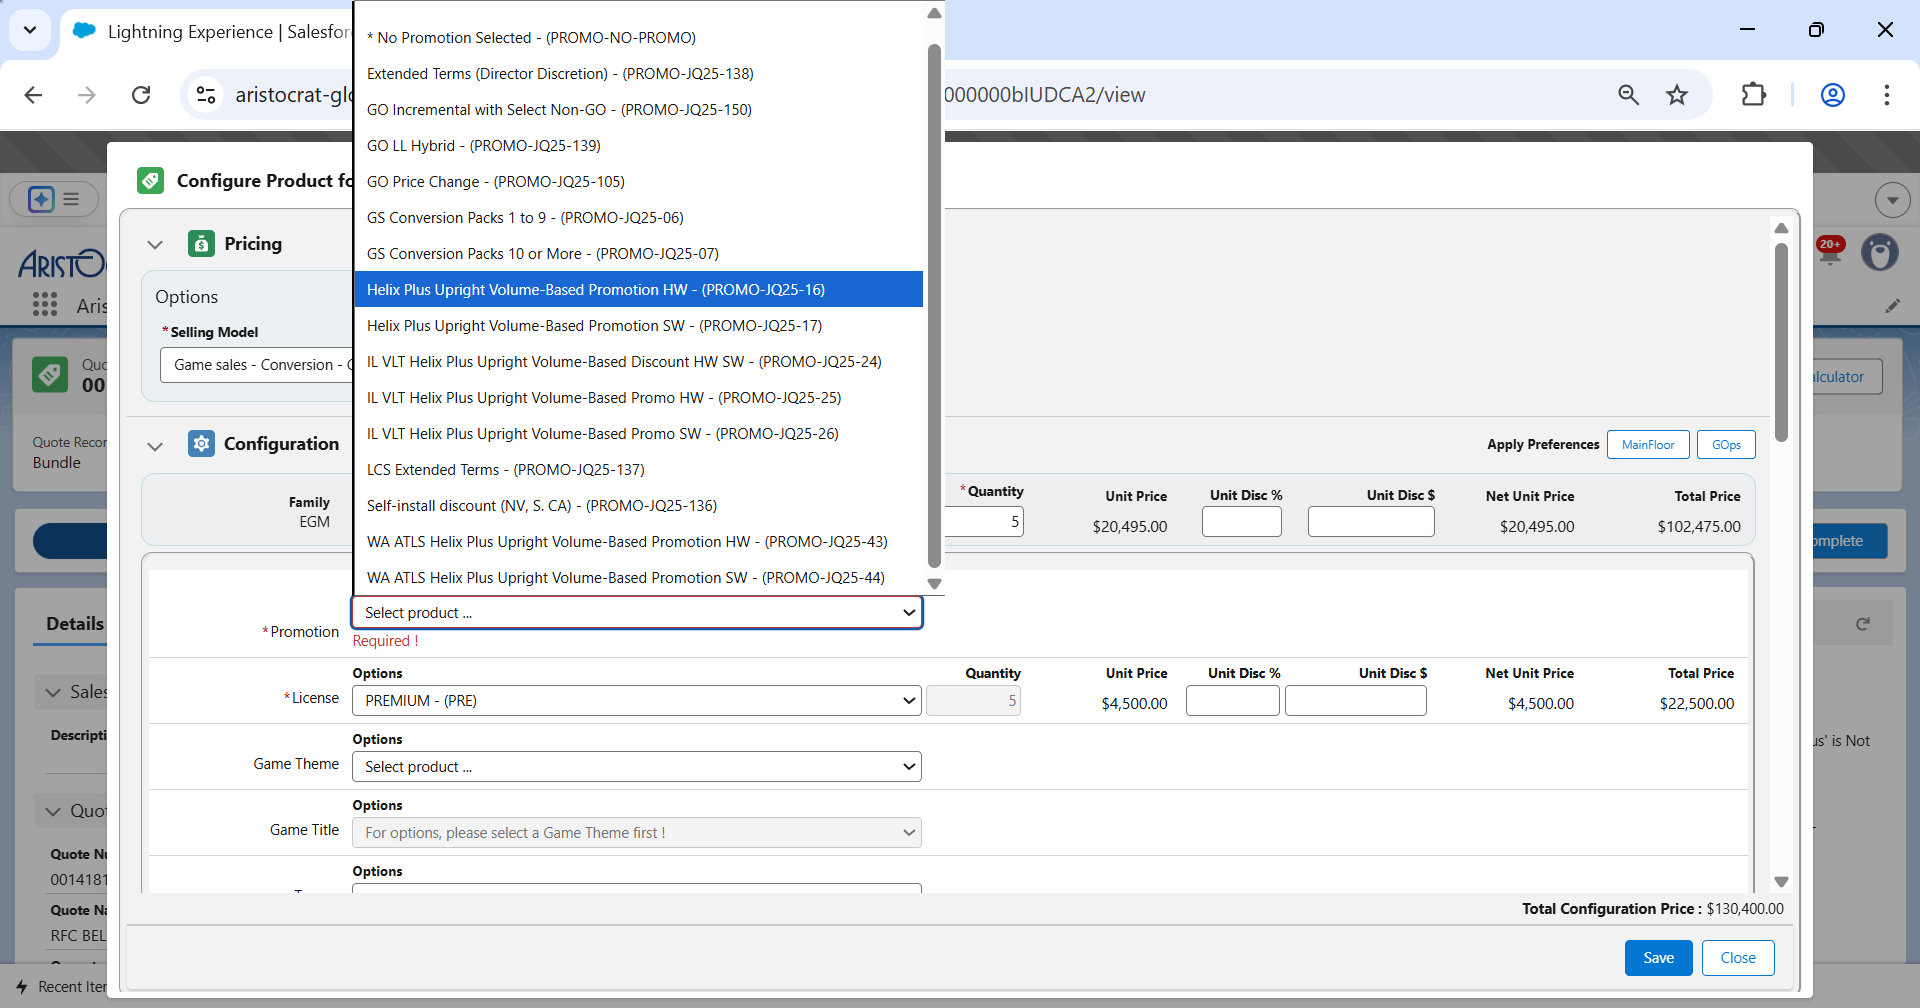 Lightning Experience | Salesfor
aristocrat-glo
000000bIUDCA2/view
* No Promotion Selected - (PROMO-NO-PROMO)
Extended Terms (Director Discretion) - (PROMO-JQ25-138)
GO Incremental with Select Non-GO - (PROMO-JQ25-150)
GO LL Hybrid - (PROMO-JQ25-139)
GO Price Change - (PROMO-JQ25-105)
GS Conversion Packs 1 to 9 - (PROMO-JQ25-06)
GS Conversion Packs 10 or More - (PROMO-JQ25-07)
Helix Plus Upright Volume-Based Promotion HW - (PROMO-JQ25-16)
Helix Plus Upright Volume-Based Promotion SW - (PROMO-JQ25-17)
IL VLT Helix Plus Upright Volume-Based Discount HW SW - (PROMO-JQ25-24)
IL VLT Helix Plus Upright Volume-Based Promo HW - (PROMO-JQ25-25)
IL VLT Helix Plus Upright Volume-Based Promo SW - (PROMO-JQ25-26)
LCS Extended Terms - (PROMO-JQ25-137)
Self-install discount (NV, S. CA) - (PROMO-JQ25-136)
WA ATLS Helix Plus Upright Volume-Based Promotion HW - (PROMO-JQ25-43)
WA ATLS Helix Plus Upright Volume-Based Promotion SW - (PROMO-JQ25-44)
Configure Product fo
Pricing
Options
*Selling Model
Game sales - Conversion - G
Configuration
Apply Preferences MainFloor GOps
Family
EGM
*Quantity Unit Price Unit Disc % Unit Disc $ Net Unit Price Total Price
5 $20,495.00 $20,495.00 $102,475.00
*Promotion Select product ...
Required !
Options Quantity Unit Price Unit Disc % Unit Disc $ Net Unit Price Total Price
*License PREMIUM - (PRE) 5 $4,500.00 $4,500.00 $22,500.00
Options
Game Theme Select product ...
Options
Game Title For options, please select a Game Theme first !
Options
Total Configuration Price : $130,400.00
Save Close
ARISTO
Aris
20+
Quo
00
alculator
Quote Recor
Bundle
omplete
Details
Sales
Descripti
us' is Not
Quo
Quote Nu
0014181
Quote Na
RFC BEL
Recent Iter